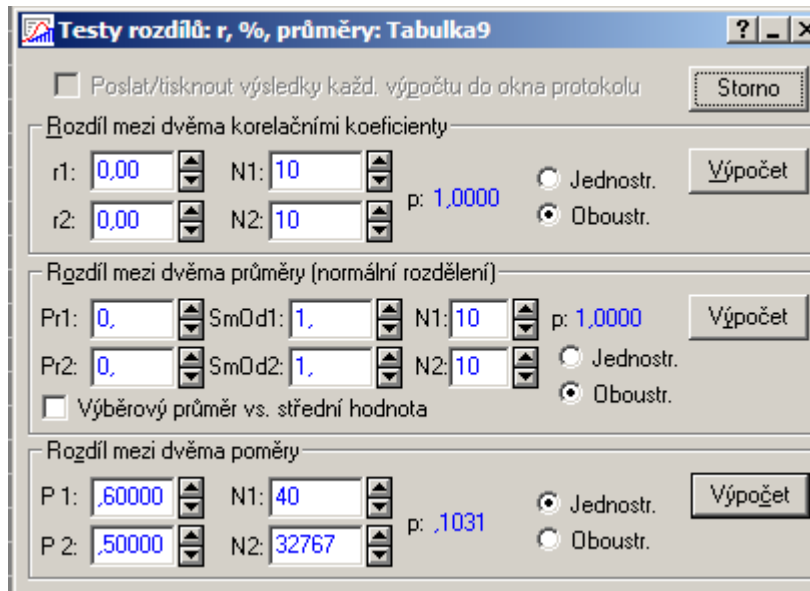 Testy rozdílů: r, %, průměry: Tabulka9
Poslat/tisknout výsledky každ. výpočtu do okna protokolu
Storno
Rozdíl mezi dvěma korelačními koeficienty
r1: 0,00 N1: 10
r2: 0,00 N2: 10
p: 1,0000
Jednostr.
Oboustr.
Výpočet
Rozdíl mezi dvěma průměry (normální rozdělení)
Pr1: 0, SmOd1: 1, N1: 10 p: 1,0000
Pr2: 0, SmOd2: 1, N2: 10
Jednostr.
Oboustr.
Výpočet
Výběrový průměr vs. střední hodnota
Rozdíl mezi dvěma poměry
P 1: ,60000 N1: 40
P 2: ,50000 N2: 32767
p: ,1031
Jednostr.
Oboustr.
Výpočet